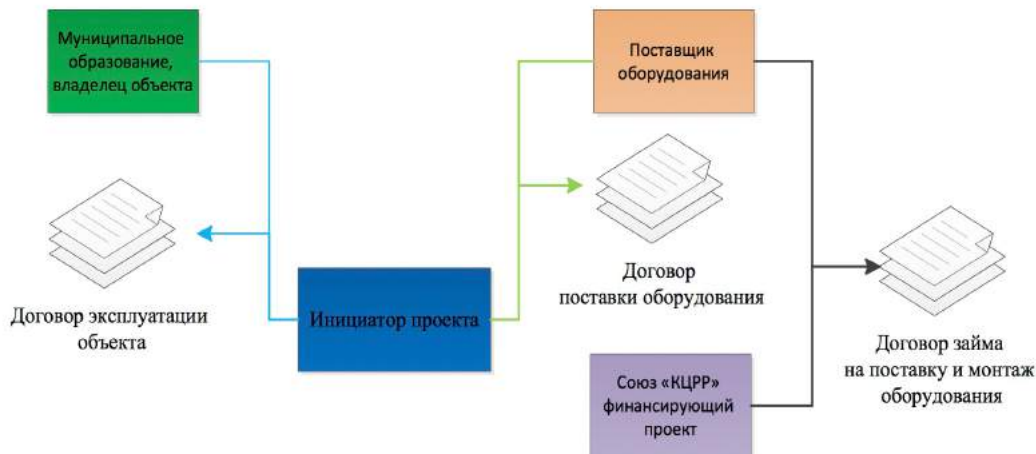 Муниципальное
образование,
владелец объекта
Поставщик
оборудования
Договор эксплуатации
объекта
Инициатор проекта
Договор
поставки оборудования
Союз «КЦРР»
финансирующий
проект
Договор займа
на поставку и монтаж
оборудования